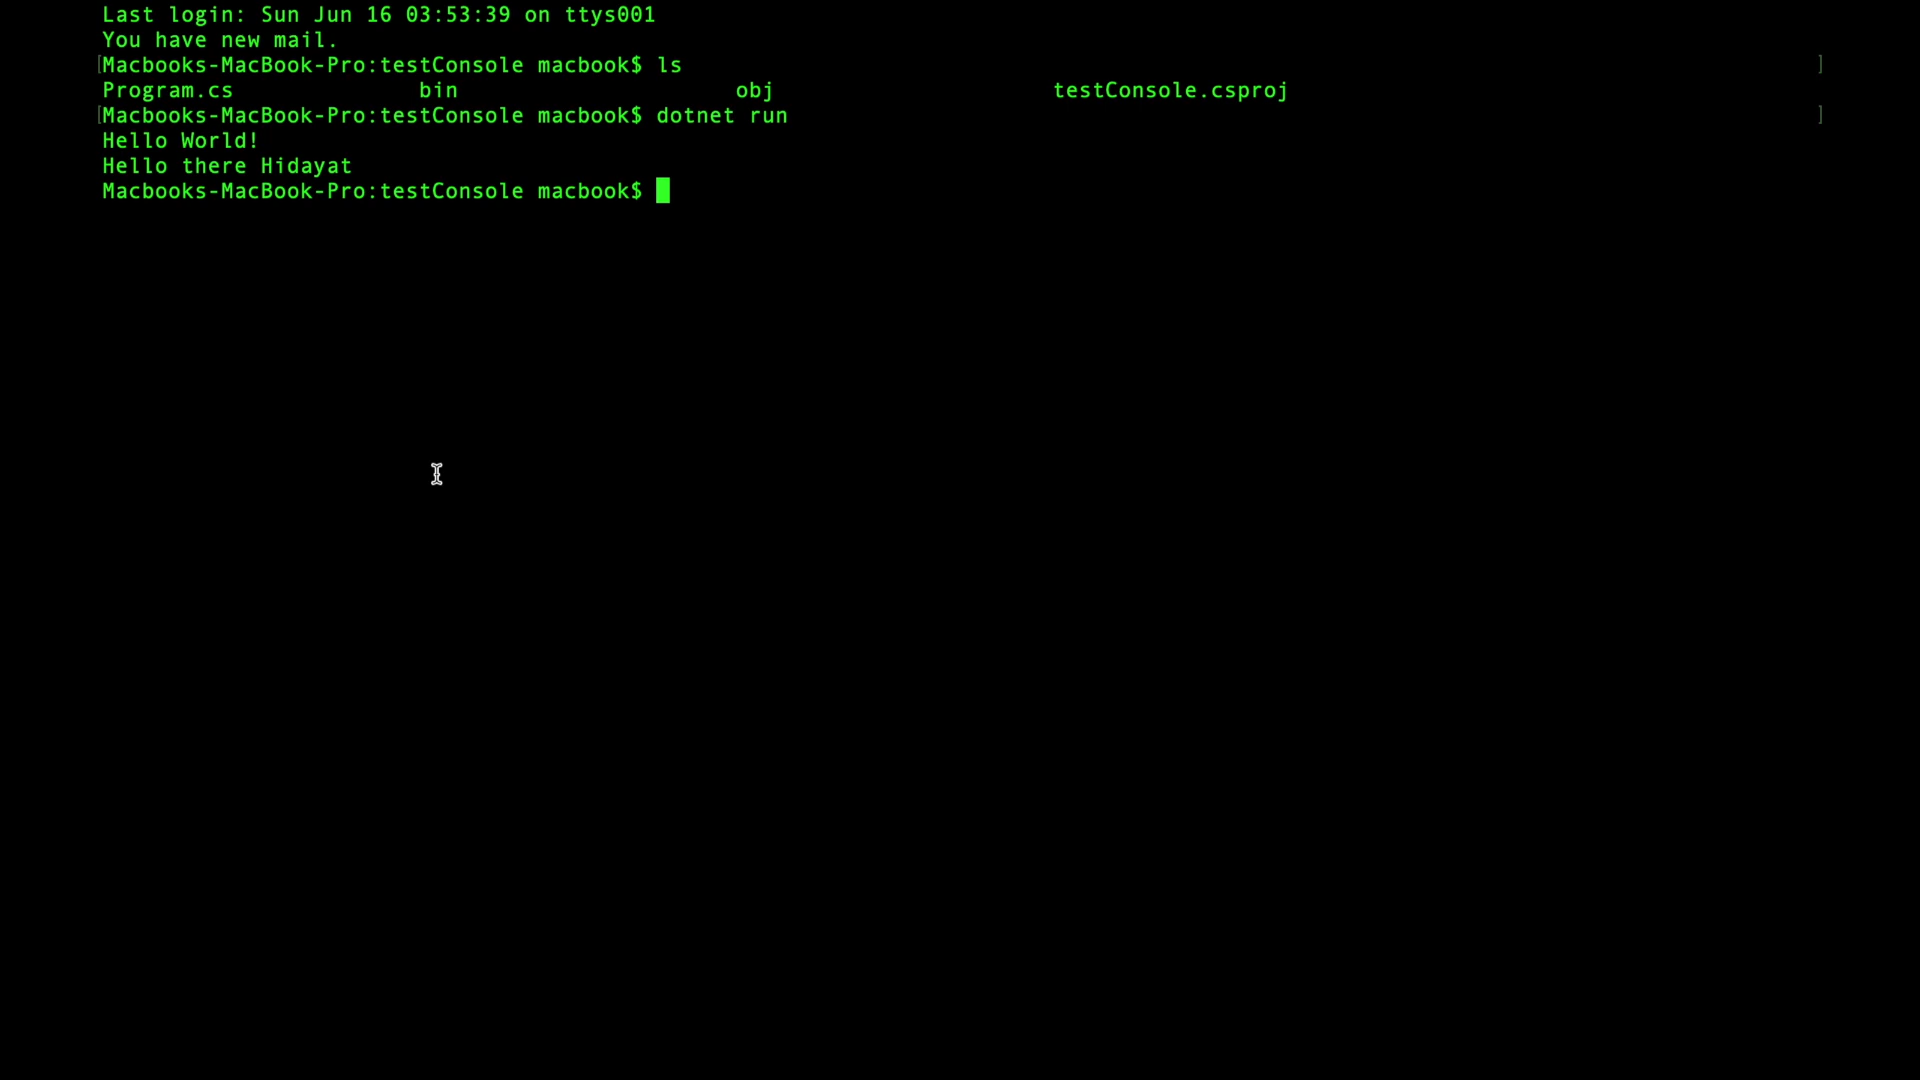 Last login: Sun Jun 16 03:53:39 on ttys001
You have new mail.
[Macbooks-MacBook-Pro:testConsole macbook$ ls ]
Program.cs bin obj testConsole.csproj
[Macbooks-MacBook-Pro:testConsole macbook$ dotnet run ]
Hello World!
Hello there Hidayat
Macbooks-MacBook-Pro:testConsole macbook$